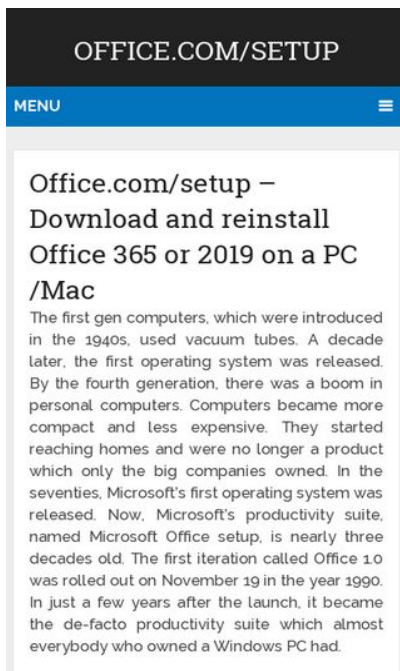 OFFICE.COM/SETUP
MENU
Office.com/setup –
Download and reinstall
Office 365 or 2019 on a PC
/Mac
The first gen computers, which were introduced
in the 1940s, used vacuum tubes. A decade
later, the first operating system was released.
By the fourth generation, there was a boom in
personal computers. Computers became more
compact and less expensive. They started
reaching homes and were no longer a product
which only the big companies owned. In the
seventies, Microsoft's first operating system was
released. Now, Microsoft's productivity suite,
named Microsoft Office setup, is nearly three
decades old. The first iteration called Office 1.0
was rolled out on November 19 in the year 1990.
In just a few years after the launch, it became
the de-facto productivity suite which almost
everybody who owned a Windows PC had.